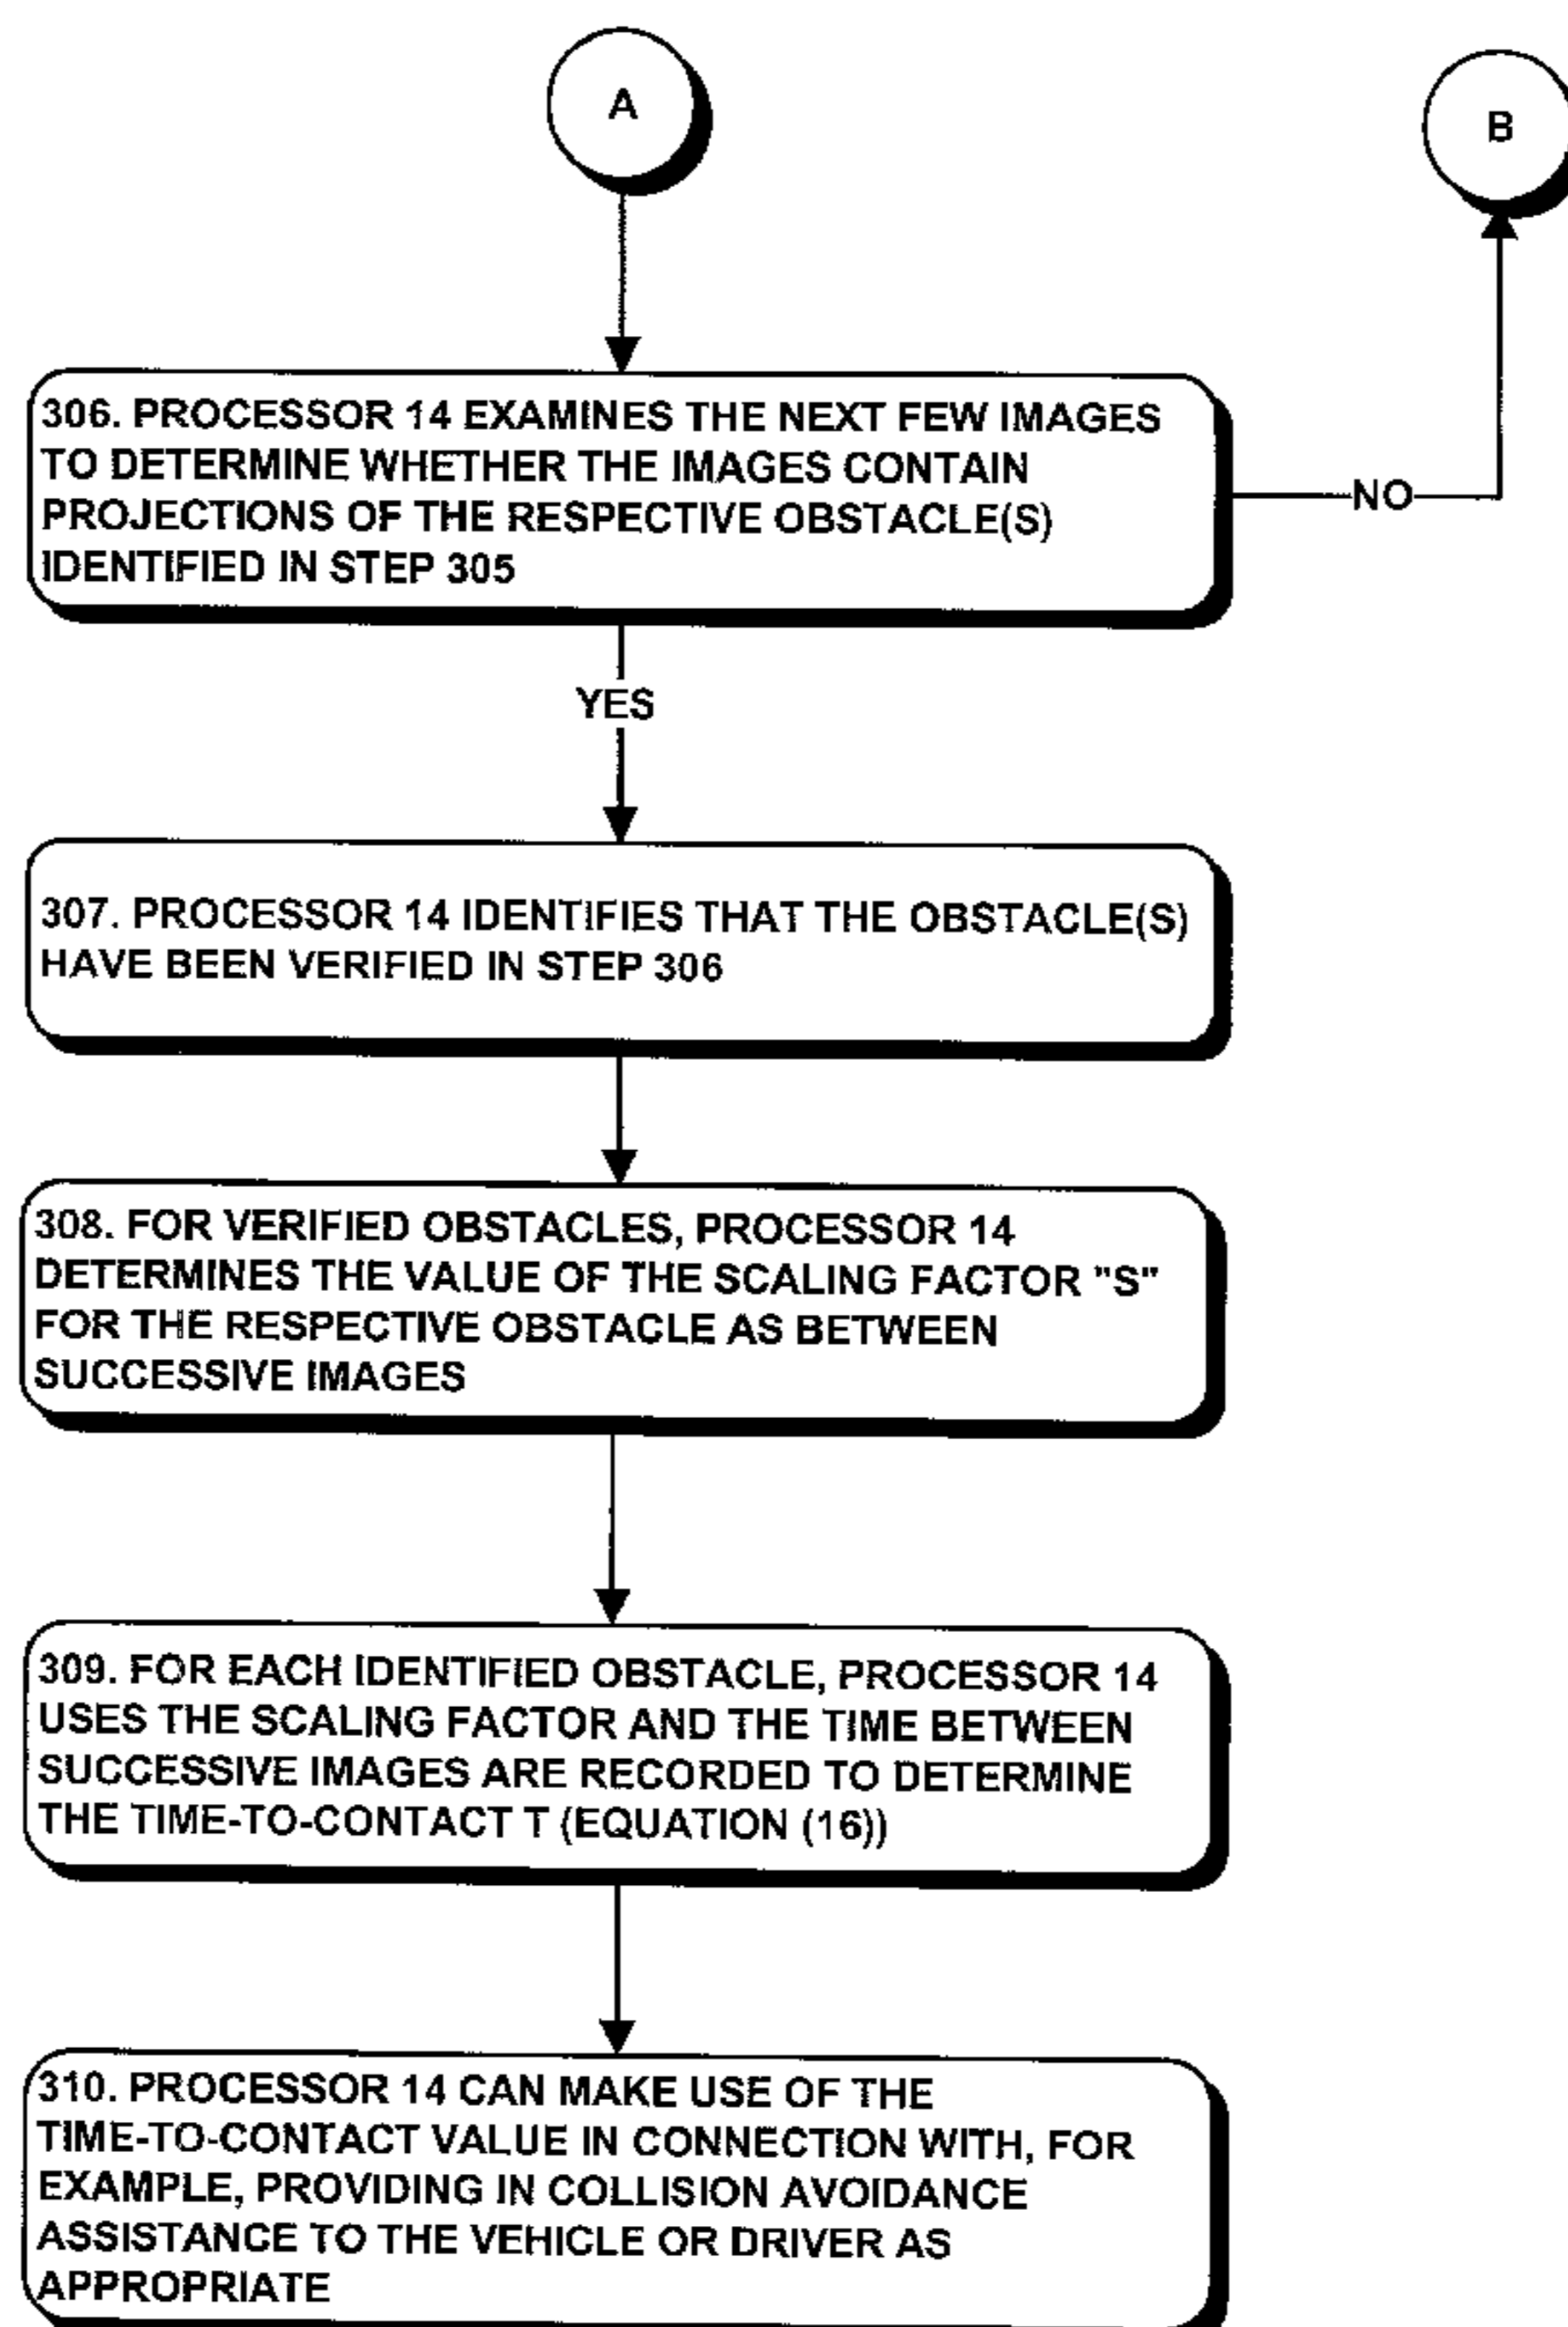 A
B
306. PROCESSOR 14 EXAMINES THE NEXT FEW IMAGES
TO DETERMINE WHETHER THE IMAGES CONTAIN
PROJECTIONS OF THE RESPECTIVE OBSTACLE(S)
IDENTIFIED IN STEP 305
NO
YES
307. PROCESSOR 14 IDENTIFIES THAT THE OBSTACLE(S)
HAVE BEEN VERIFIED IN STEP 306
308. FOR VERIFIED OBSTACLES, PROCESSOR 14
DETERMINES THE VALUE OF THE SCALING FACTOR "S"
FOR THE RESPECTIVE OBSTACLE AS BETWEEN
SUCCESSIVE IMAGES
309. FOR EACH IDENTIFIED OBSTACLE, PROCESSOR 14
USES THE SCALING FACTOR AND THE TIME BETWEEN
SUCCESSIVE IMAGES ARE RECORDED TO DETERMINE
THE TIME-TO-CONTACT T (EQUATION (16))
310. PROCESSOR 14 CAN MAKE USE OF THE
TIME-TO-CONTACT VALUE IN CONNECTION WITH, FOR
EXAMPLE, PROVIDING IN COLLISION AVOIDANCE
ASSISTANCE TO THE VEHICLE OR DRIVER AS
APPROPRIATE